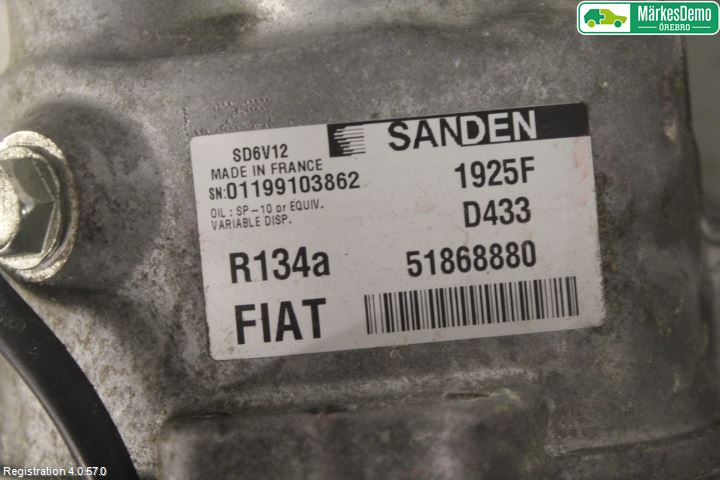 MärkesDemo
ÖREBRO
SANDEN
SD6V12
MADE IN FRANCE
SN:01199103862
1925F
OIL : SP-10 or EQUIV.
VARIABLE DISP.
D433
R134a
51868880
FIAT
Registration 4.0.57.0